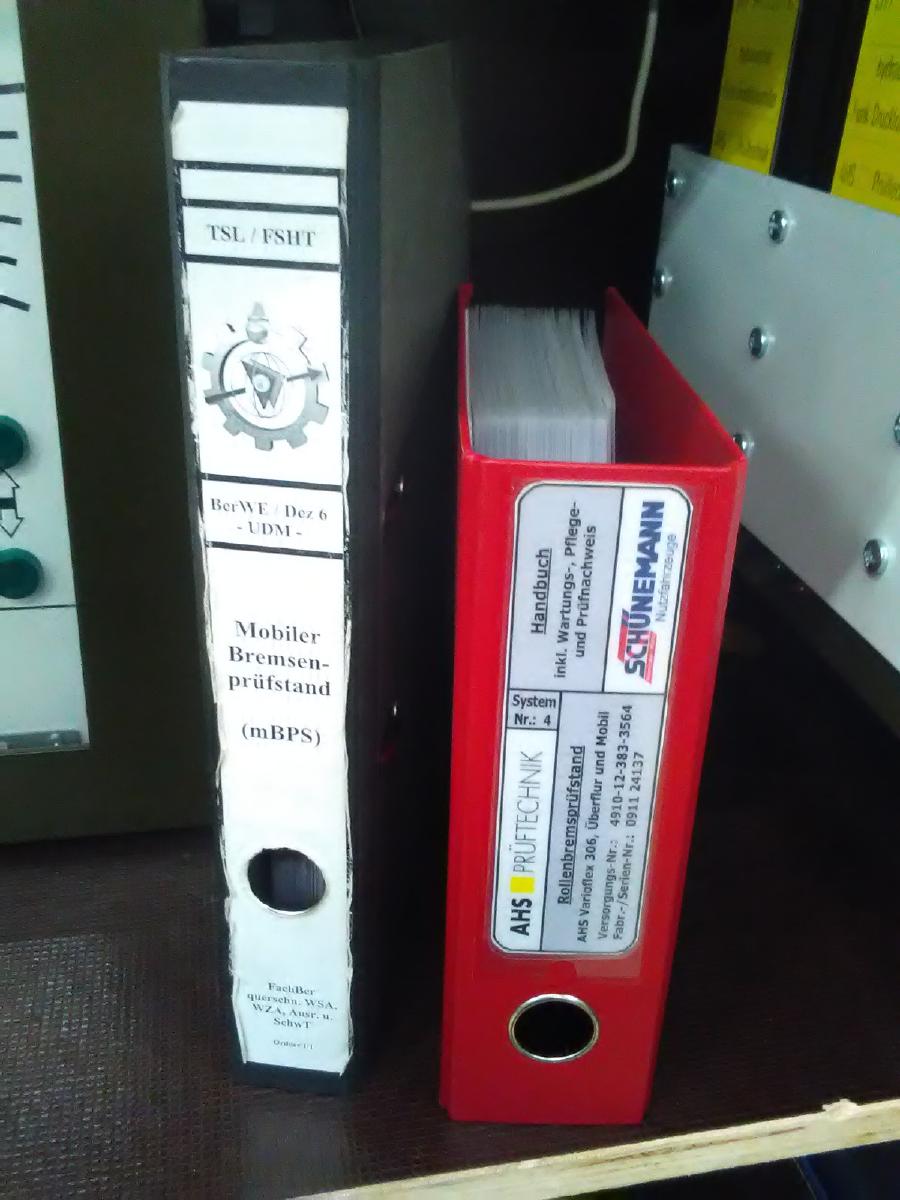 TSL / FSHT
BerWE / Dez 6
- UDM -
Mobiler
Bremsen-
prüfstand
(mBPS)
FachBer
querschn. WSA,
WZA, Ausr. u.
SchwT
Handbuch
inkl. Wartungs-, Pflege-
und Prüfnachweis
SCHÜNEMANN
Nutzfahrzeuge
System
Nr.: 4
AHS PRÜFTECHNIK
Rollenbremsprüfstand
AHS Varioflex 306, Überflur und Mobil
Versorgungs-Nr.: 4910-12-383-3564
Fabr.-/Serien-Nr.: 0911 24137